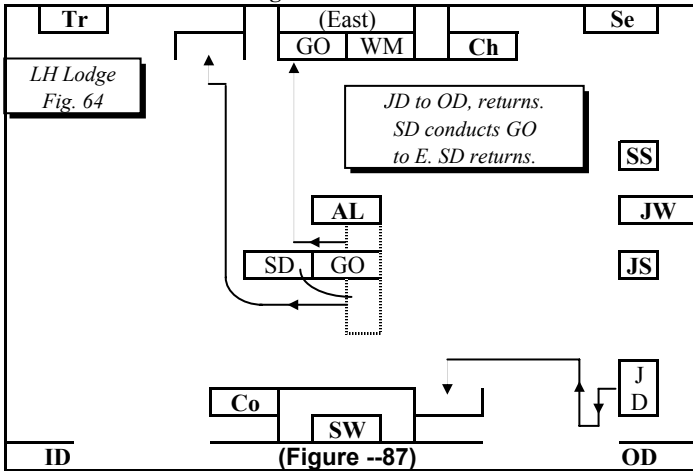 Tr
(East)
Se
GO WM
Ch
LH Lodge
Fig. 64
JD to OD, returns.
SD conducts GO
to E. SD returns.
SS
AL
JW
SD GO
JS
J
D
Co
SW
ID
(Figure --87)
OD